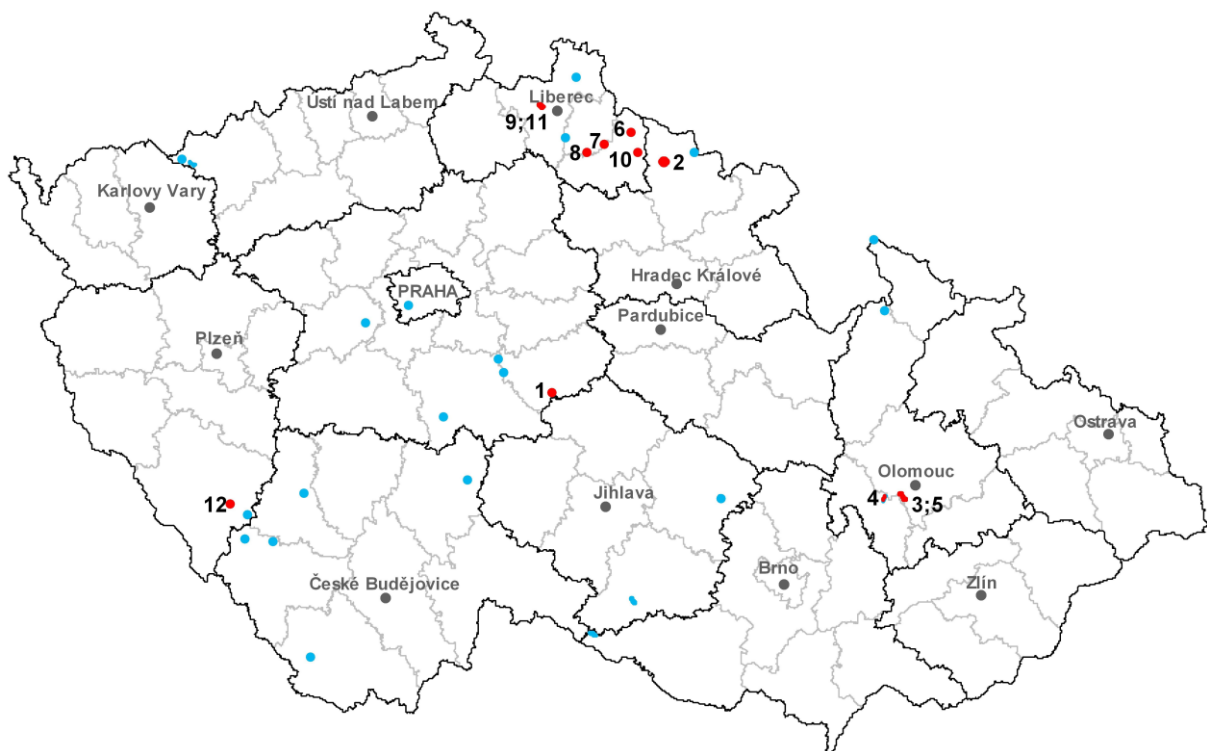 Liberec
Ústí nad Labem
9;11
6
7
8
10
2
Karlovy Vary
Hradec Králové
PRAHA
Pardubice
Plzeň
1
Ostrava
Olomouc
4
3;5
Jihlava
12
Brno
České Budějovice
Zlín